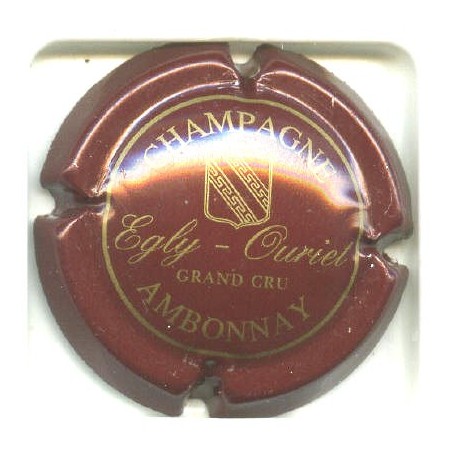 CHAMPAGNE
Egly - Ouriet
GRAND CRU
AMBONNAY